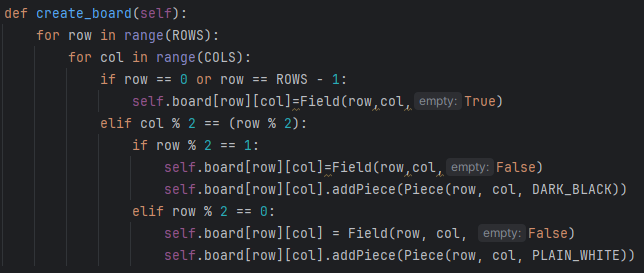 def create_board(self):
    for row in range(ROWS):
        for col in range(COLS):
            if row == 0 or row == ROWS - 1:
                self.board[row][col]=Field(row,col, empty: True)
            elif col % 2 == (row % 2):
                if row % 2 == 1:
                    self.board[row][col]=Field(row,col, empty: False)
                    self.board[row][col].addPiece(Piece(row, col, DARK_BLACK))
                elif row % 2 == 0:
                    self.board[row][col] = Field(row, col, empty: False)
                    self.board[row][col].addPiece(Piece(row, col, PLAIN_WHITE))